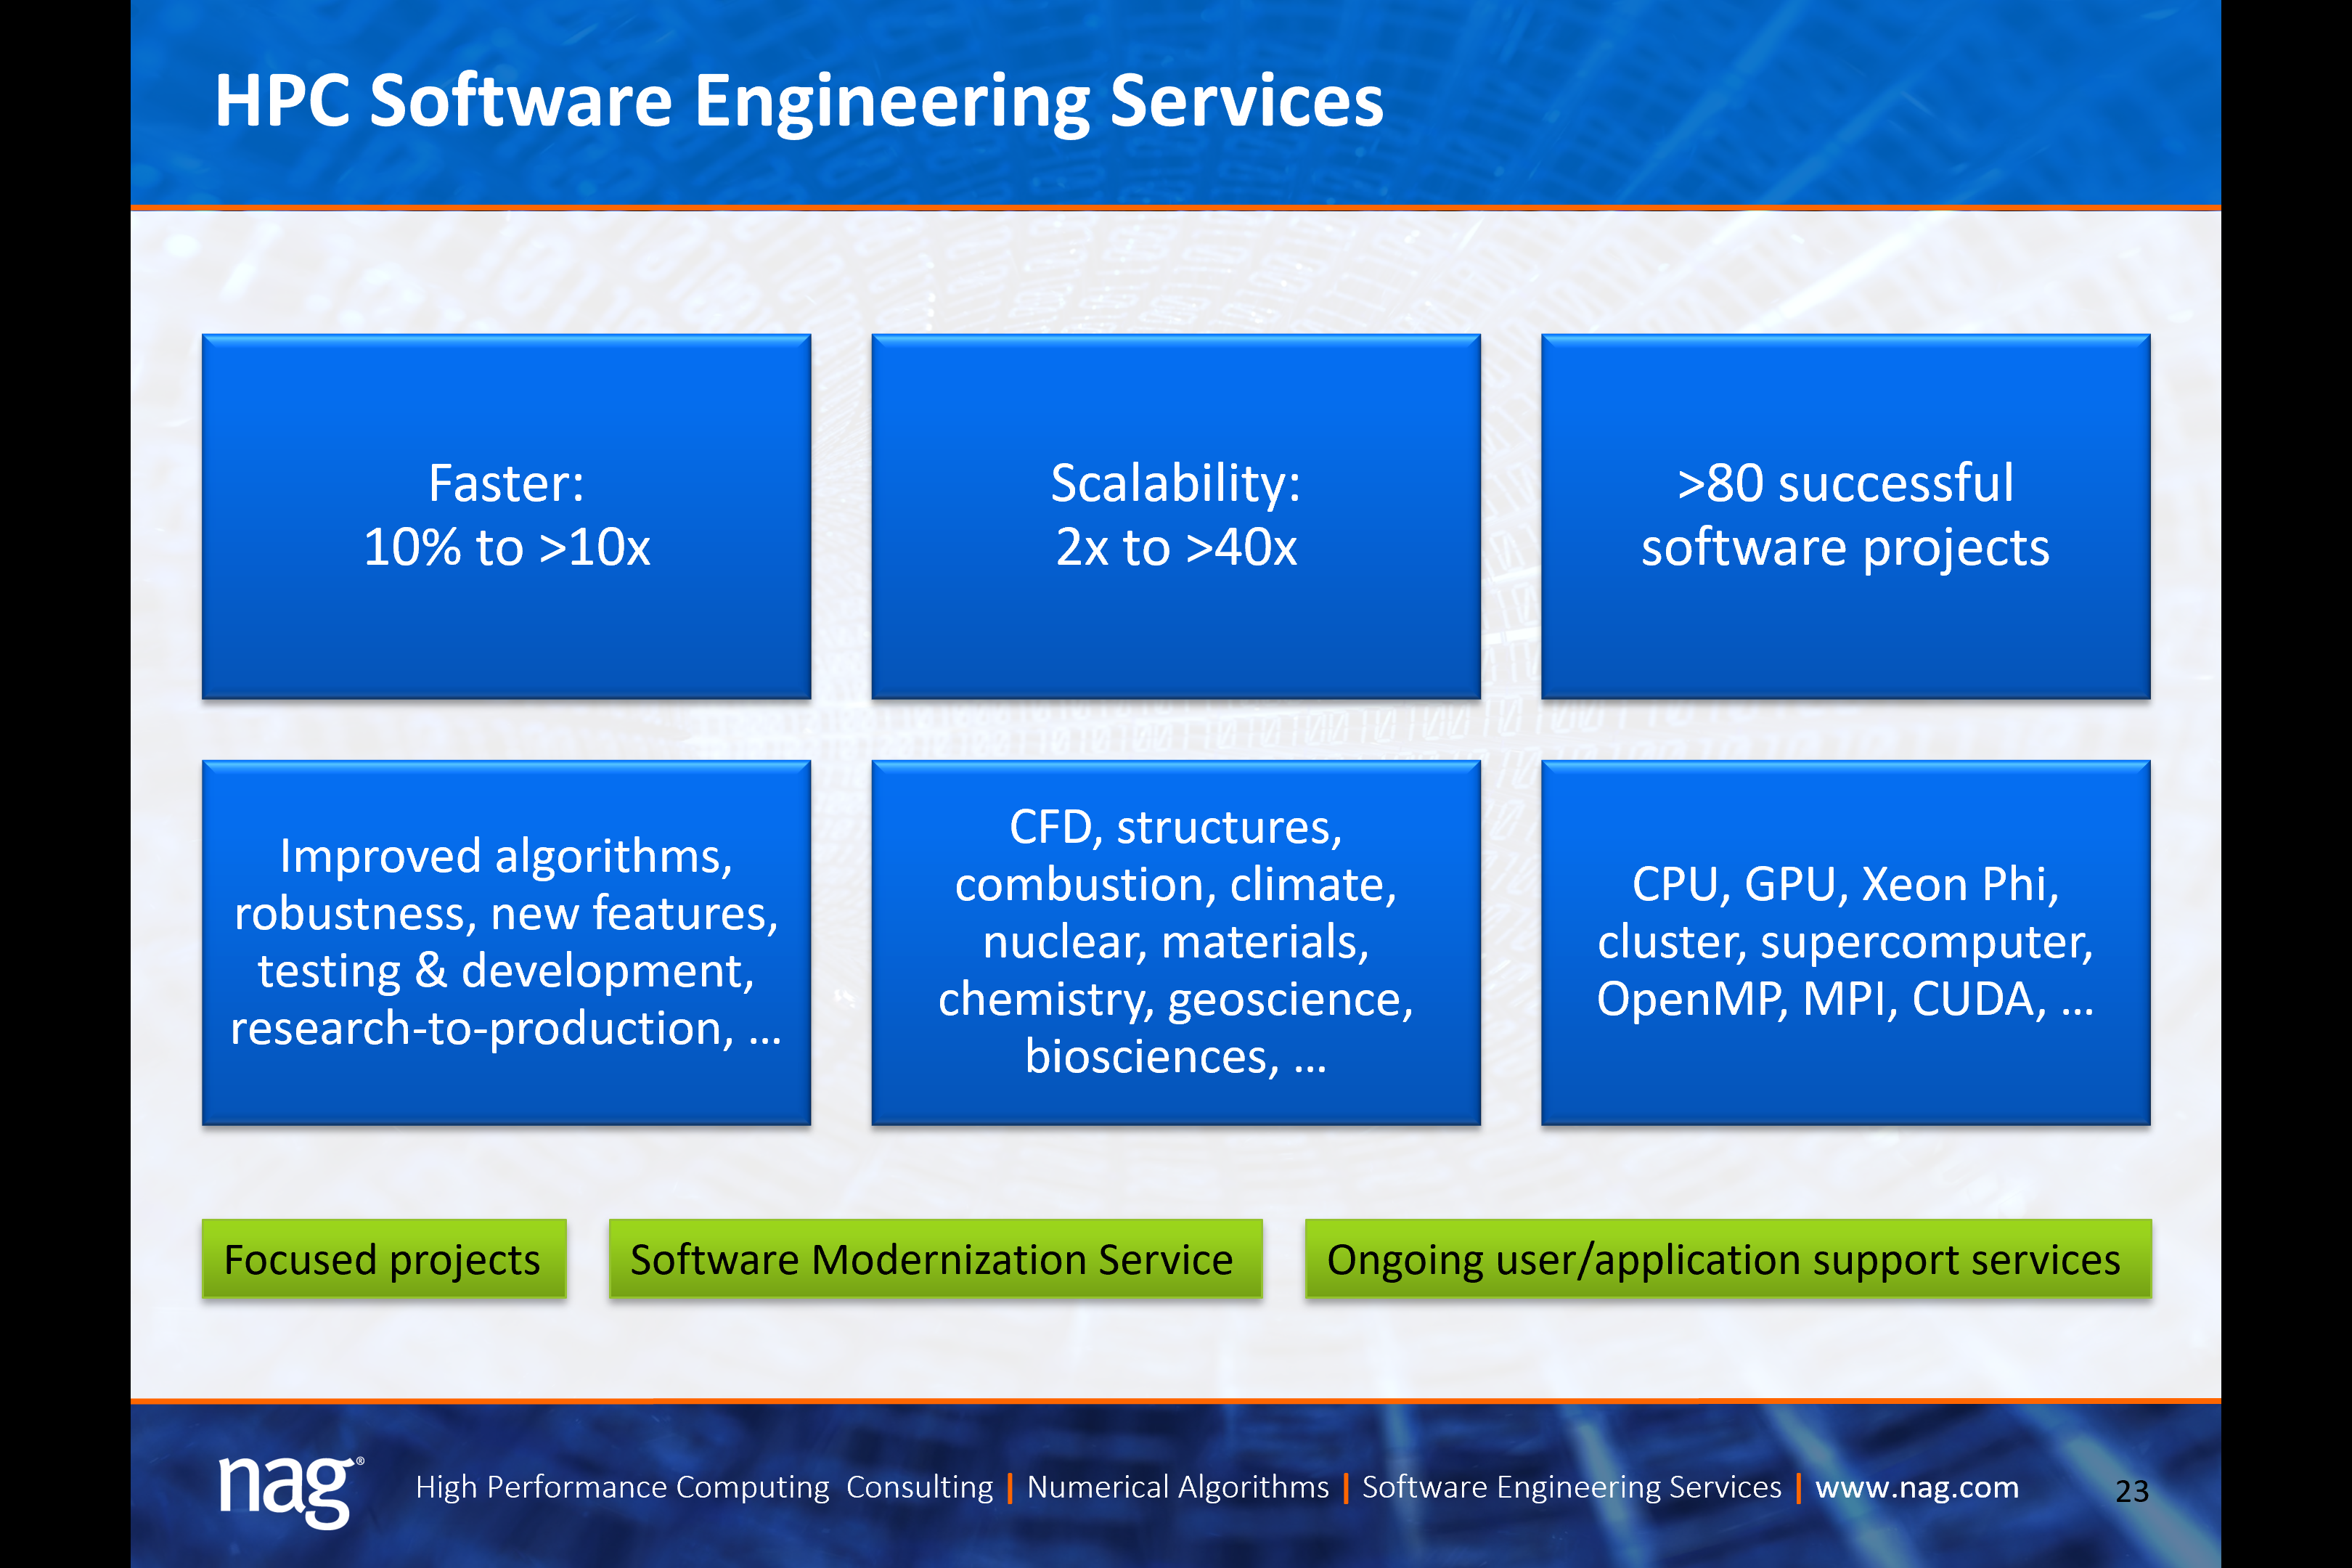 HPC Software Engineering Services
Faster:
10% to >10x
Scalability:
2x to >40x
>80 successful
software projects
Improved algorithms,
robustness, new features,
testing & development,
research-to-production, ...
CFD, structures,
combustion, climate,
nuclear, materials,
chemistry, geoscience,
biosciences, ...
CPU, GPU, Xeon Phi,
cluster, supercomputer,
OpenMP, MPI, CUDA, ...
Focused projects
Software Modernization Service
Ongoing user/application support services
nag®
High Performance Computing Consulting | Numerical Algorithms | Software Engineering Services | www.nag.com
23